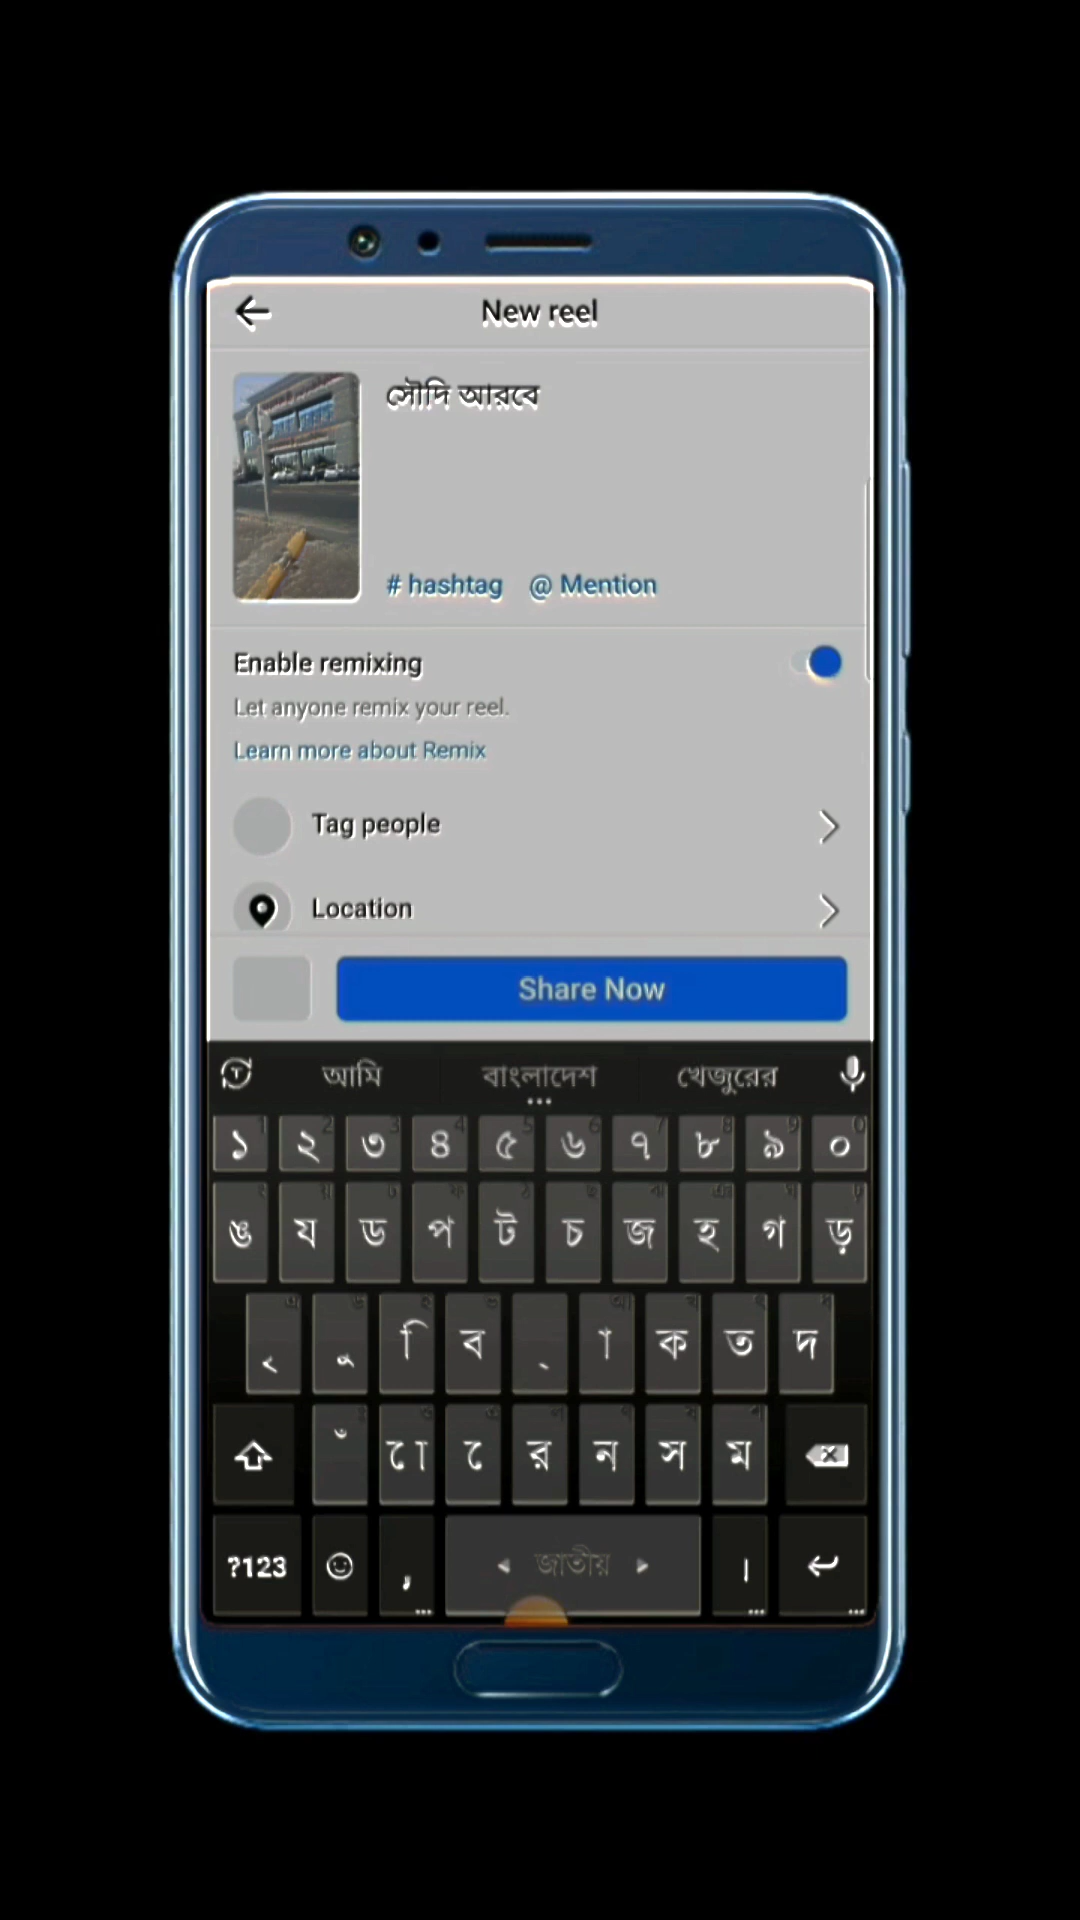 New reel
সৌদি আরবে
# hashtag @ Mention
Enable remixing
Let anyone remix your reel.
Learn more about Remix
Tag people
Location
Share Now
আমি বাংলাদেশ খেজুরের
১ ২ ৩ ৪ ৫ ৬ ৭ ৮ ৯ ০
ঙ য ড প ট চ জ হ গ ড়
ৃ ু ি ব ্ া ক ত দ
ঁ ো ে র ন স ম
?123 , জাতীয় ।